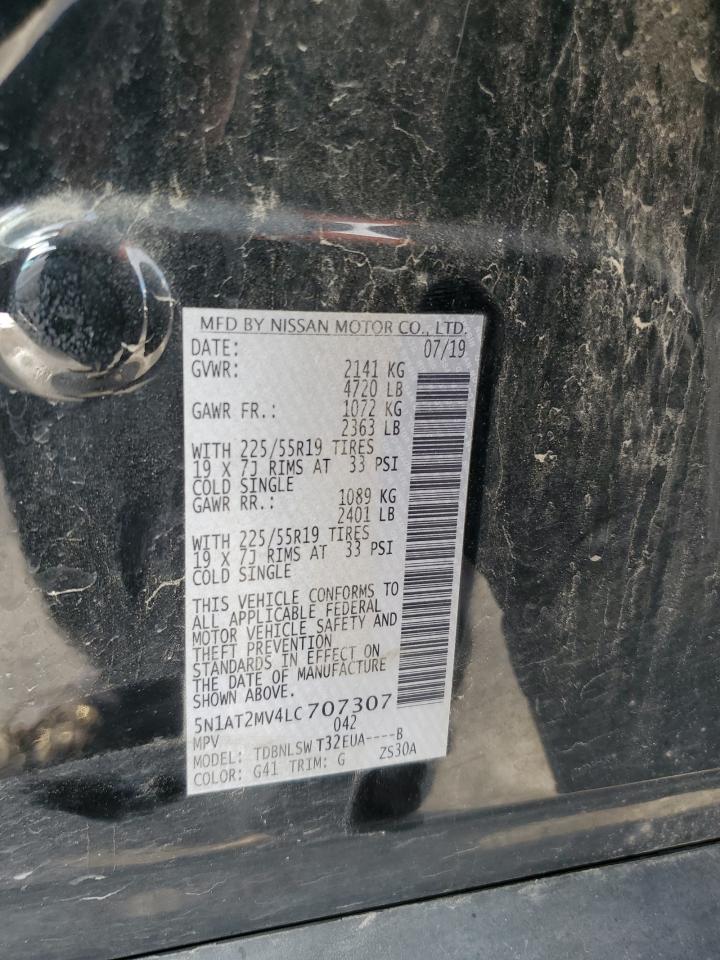 MFD BY NISSAN MOTOR CO., LTD.
DATE: 07/19
GVWR: 2141 KG
4720 LB
GAWR FR.: 1072 KG
2363 LB
WITH 225/55R19 TIRES
19 X 7J RIMS AT 33 PSI
COLD SINGLE
GAWR RR.: 1089 KG
2401 LB
WITH 225/55R19 TIRES
19 X 7J RIMS AT 33 PSI
COLD SINGLE
THIS VEHICLE CONFORMS TO
ALL APPLICABLE FEDERAL
MOTOR VEHICLE SAFETY AND
THEFT PREVENTION
STANDARDS IN EFFECT ON
THE DATE OF MANUFACTURE
SHOWN ABOVE.
5N1AT2MV4LC707307
MPV 042
MODEL: TDBNLSW T32EUA----B
COLOR: G41 TRIM: G ZS30A